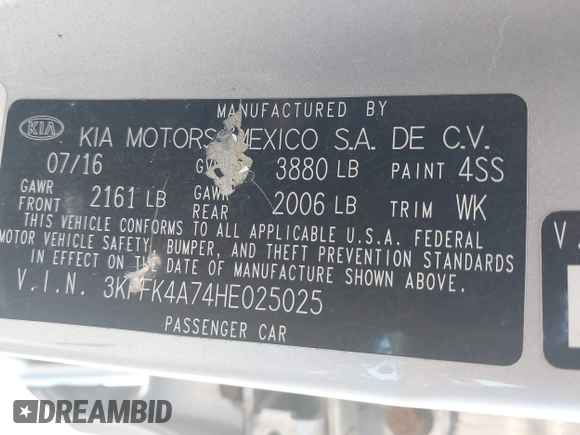 MANUFACTURED BY
KIA KIA MOTORS MEXICO S.A. DE C.V.
07/16 3880 LB PAINT 4SS
GAWR FRONT 2161 LB GAWR REAR 2006 LB TRIM WK
THIS VEHICLE CONFORMS TO ALL APPLICABLE U.S.A. FEDERAL
MOTOR VEHICLE SAFETY, BUMPER, AND THEFT PREVENTION STANDARDS
IN EFFECT ON THE DATE OF MANUFACTURE SHOWN ABOVE.
V.I.N. 3KPFK4A74HE025025
PASSENGER CAR
DREAMBID